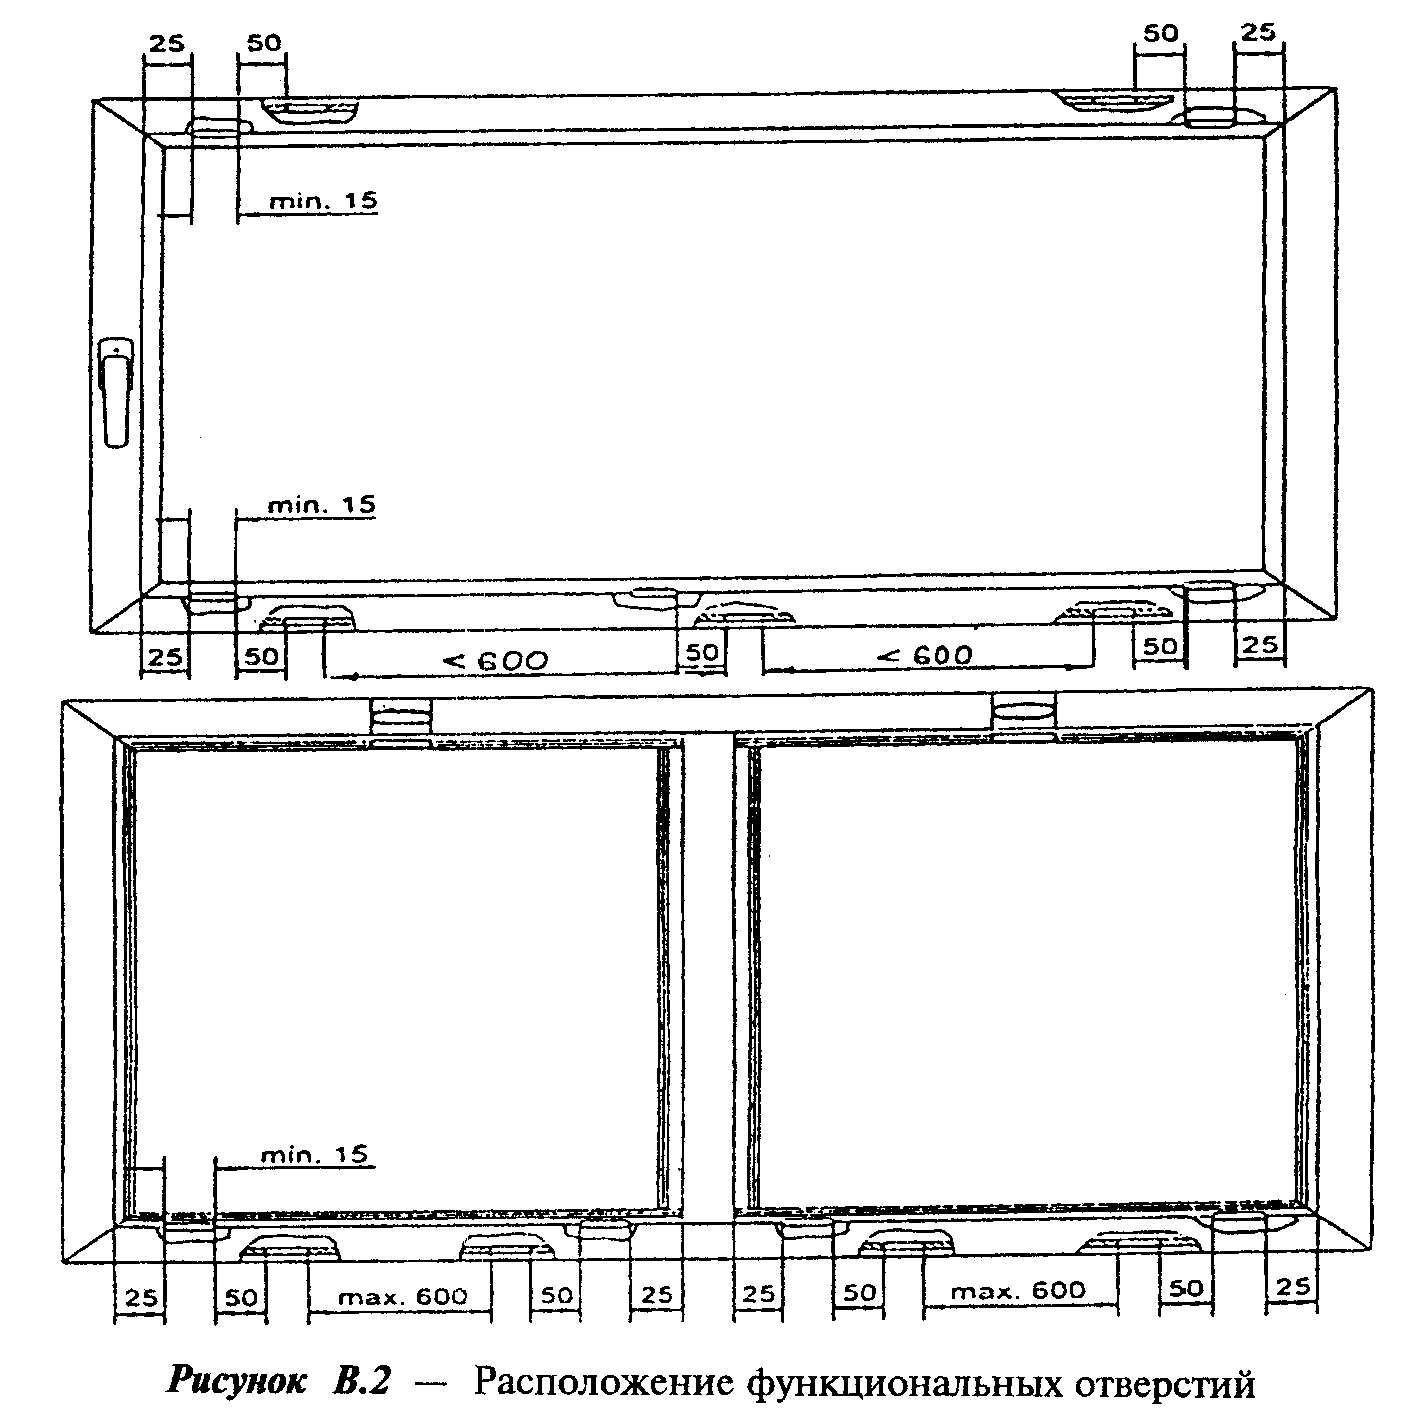 25 50 50 25
min. 15
min. 15
25 50 < 600 50 < 600 50 25
min. 15
25 50 max. 600 50 25 25 50 max. 600 50 25
Рисунок В.2 — Расположение функциональных отверстий